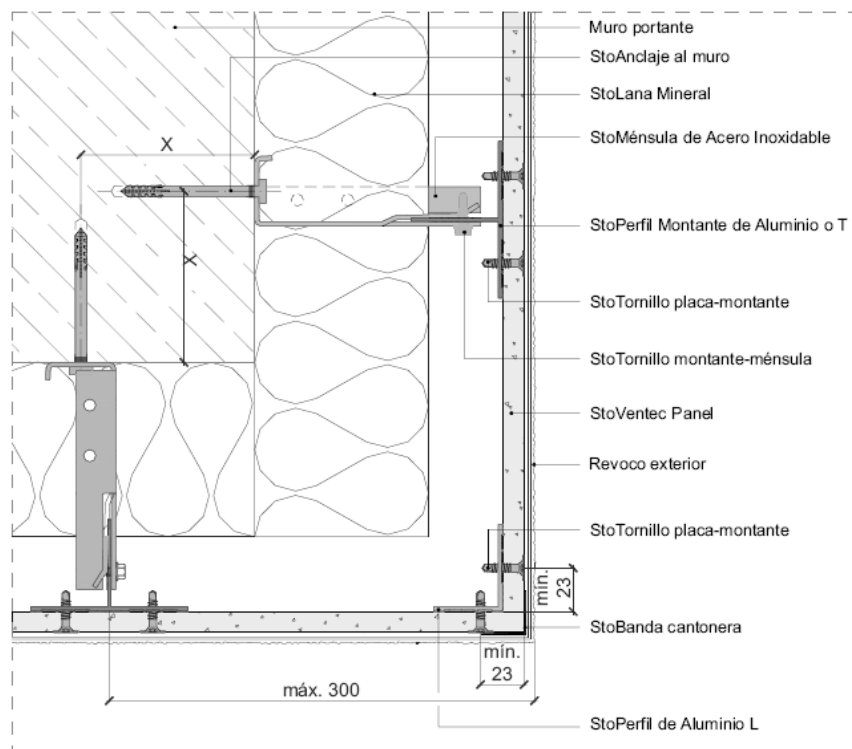 Muro portante
StoAnclaje al muro
StoLana Mineral
StoMénsula de Acero Inoxidable
X
X
StoPerfil Montante de Aluminio o T
StoTornillo placa-montante
StoTornillo montante-ménsula
StoVentec Panel
Revoco exterior
StoTornillo placa-montante
mín.
23
StoBanda cantonera
mín.
23
máx. 300
StoPerfil de Aluminio L